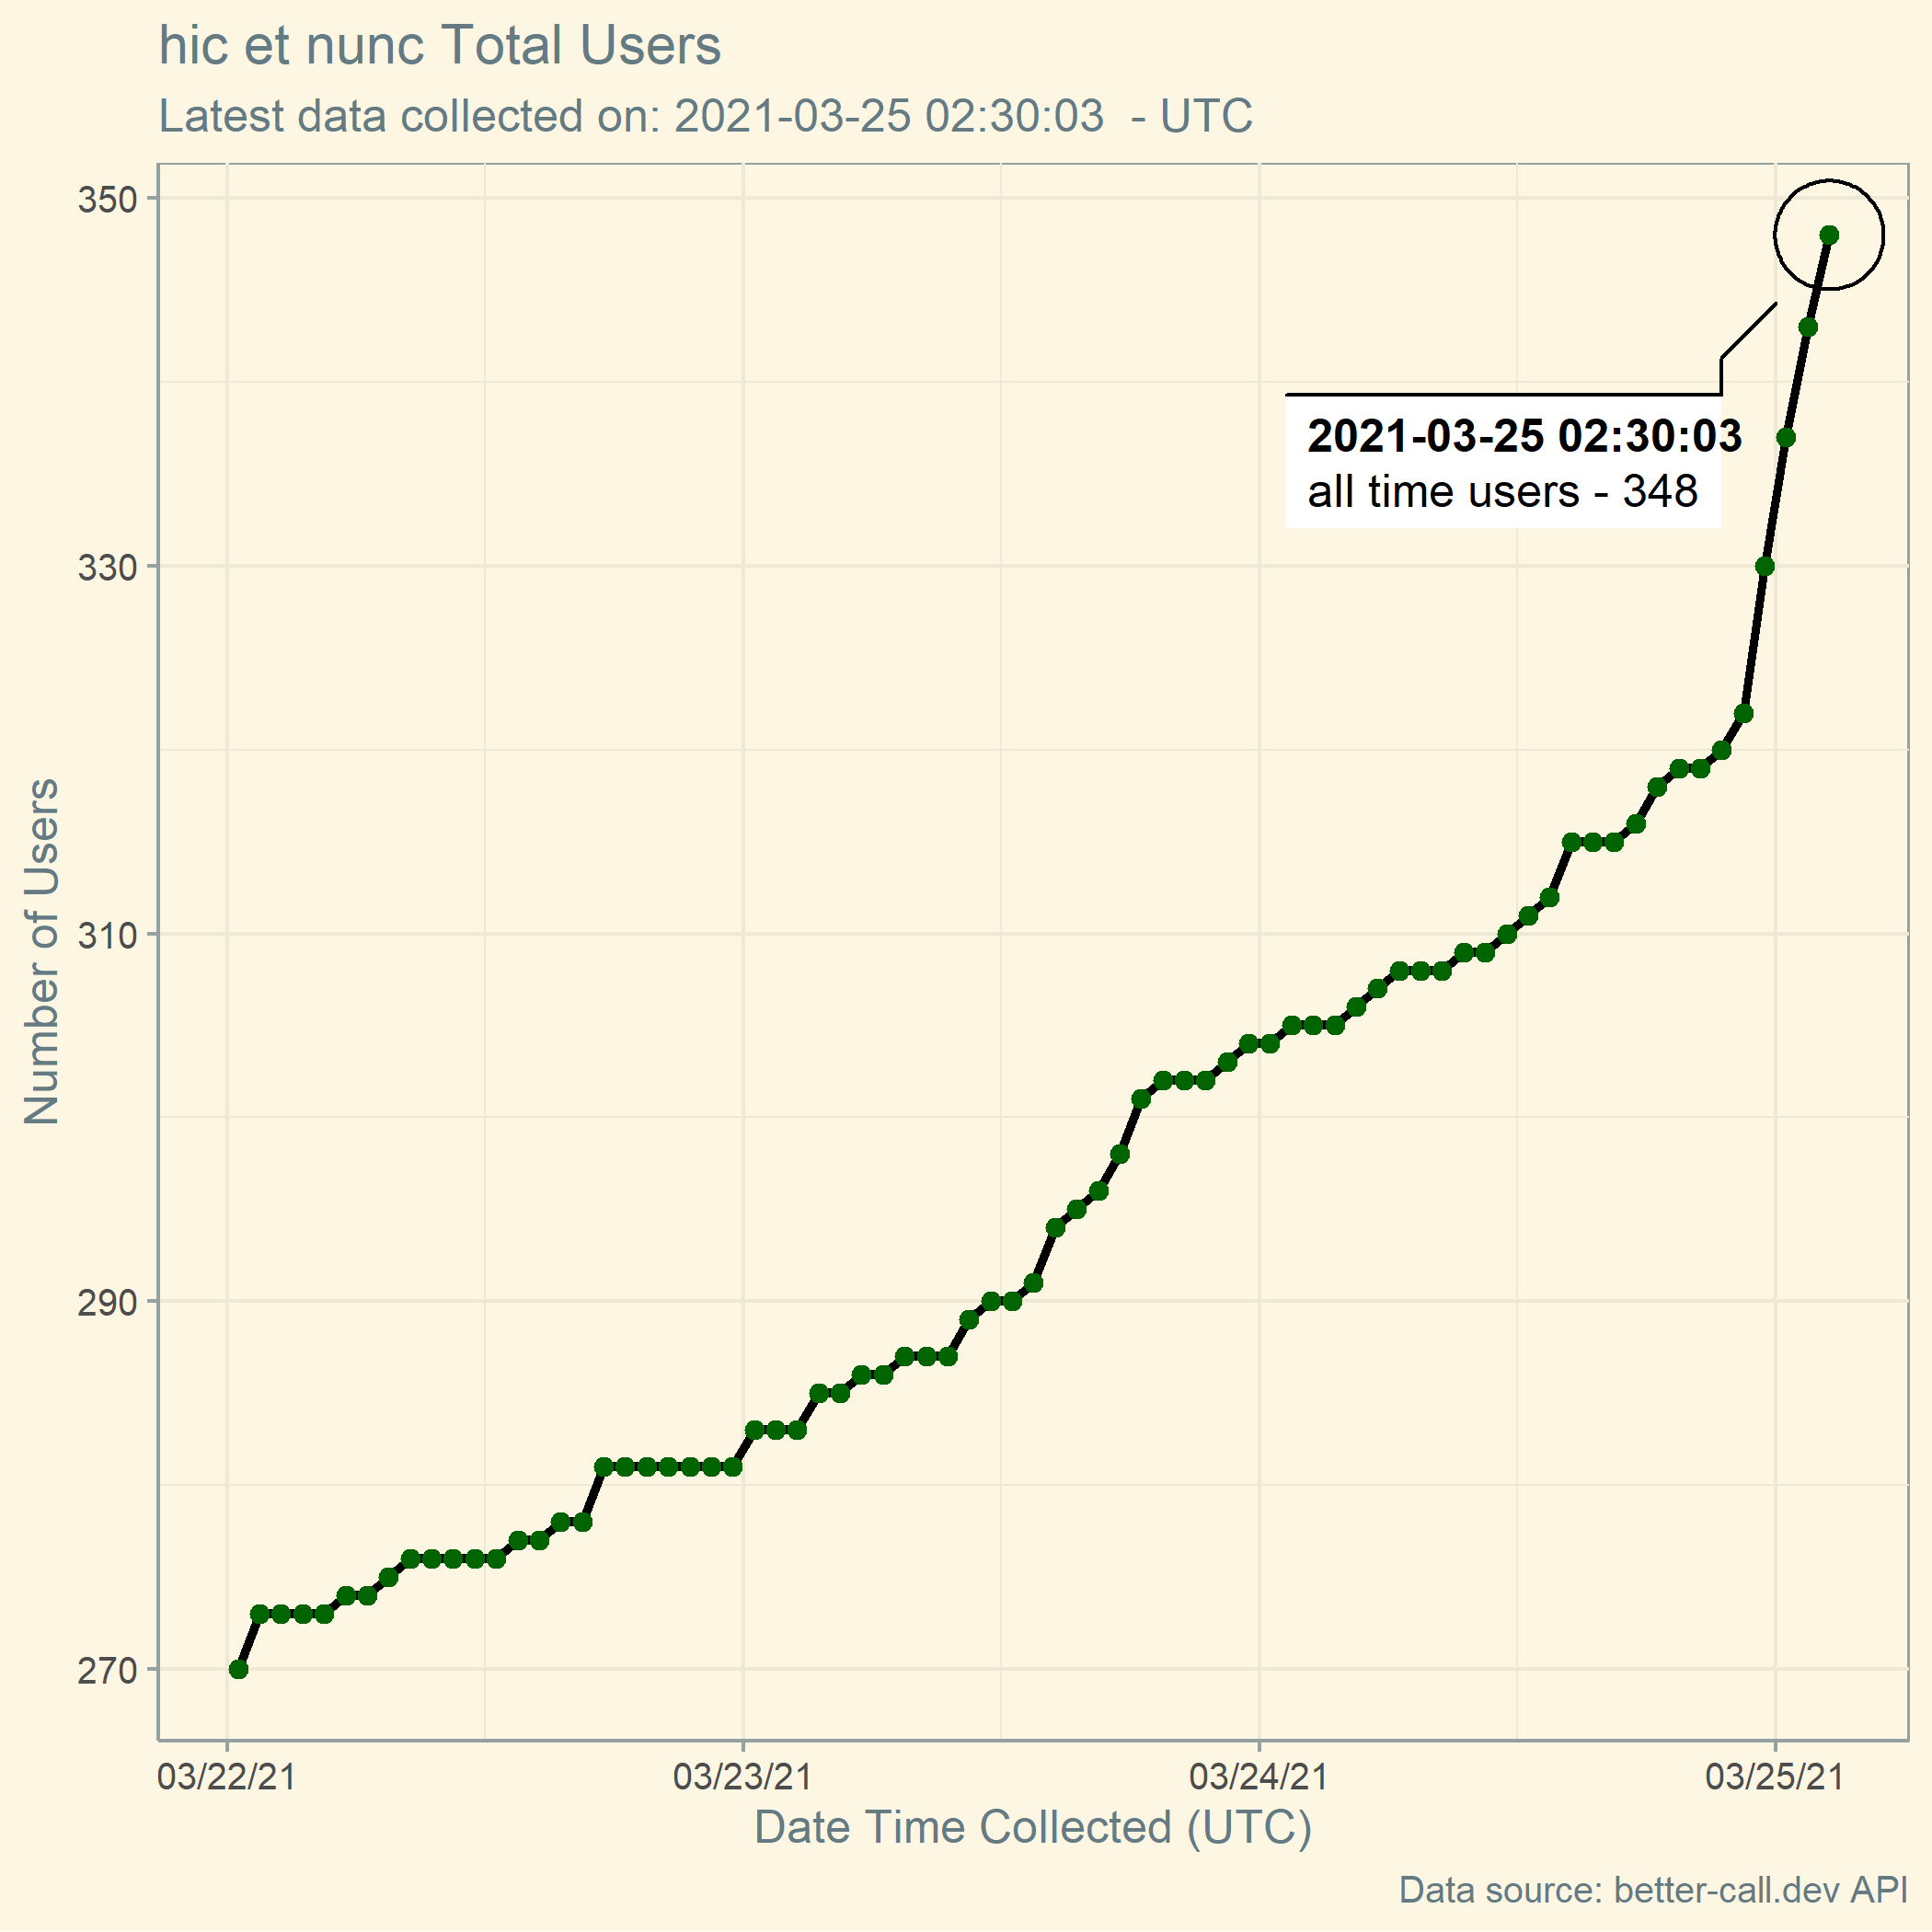 hic et nunc Total Users
Latest data collected on: 2021-03-25 02:30:03  - UTC
350
330
310
290
270
Number of Users
2021-03-25 02:30:03
all time users - 348
03/22/21
03/23/21
03/24/21
03/25/21
Date Time Collected (UTC)
Data source: better-call.dev API